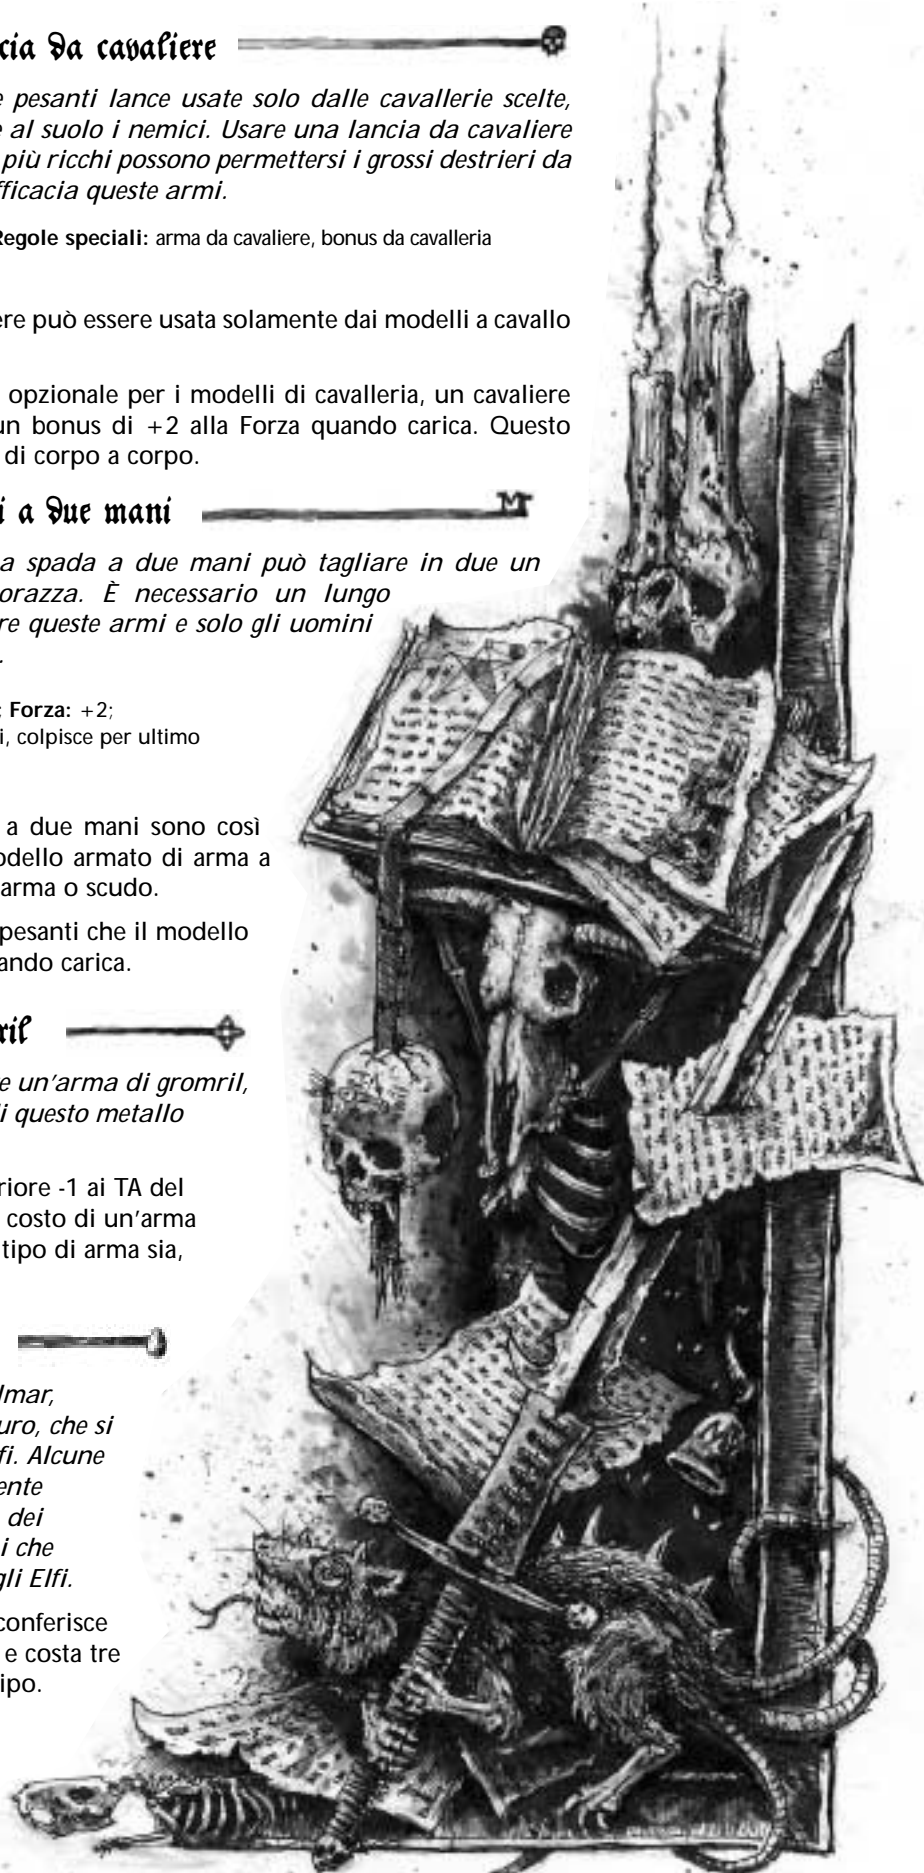 cia da cavaliere
e pesanti lance usate solo dalle cavallerie scelte,
e al suolo i nemici. Usare una lancia da cavaliere
più ricchi possono permettersi i grossi destrieri da
fficacia queste armi.
Regole speciali: arma da cavaliere, bonus da cavalleria
ere può essere usata solamente dai modelli a cavallo
opzionale per i modelli di cavalleria, un cavaliere
un bonus di +2 alla Forza quando carica. Questo
di corpo a corpo.
i a due mani
a spada a due mani può tagliare in due un
orazza. È necessario un lungo
re queste armi e solo gli uomini
.
: Forza: +2;
i, colpisce per ultimo
a due mani sono così
odello armato di arma a
arma o scudo.
pesanti che il modello
ando carica.
ril
e un'arma di gromril,
li questo metallo
riore -1 ai TA del
costo di un'arma
tipo di arma sia,
lmar,
uro, che si
fi. Alcune
ente
dei
i che
gli Elfi.
conferisce
e costa tre
ipo.